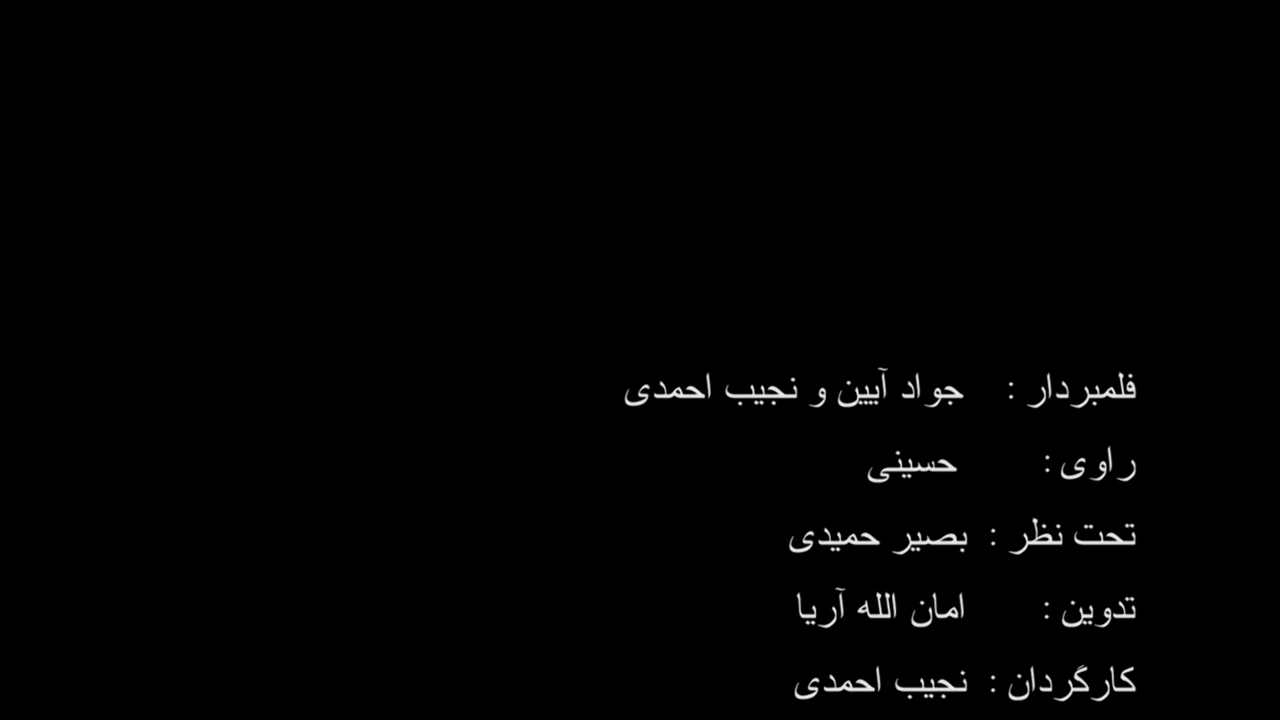 فلمبردار : جواد آیین و نجیب احمدی
راوی : حسینی
تحت نظر : بصیر حمیدی
تدوین : امان الله آریا
کارگردان : نجیب احمدی